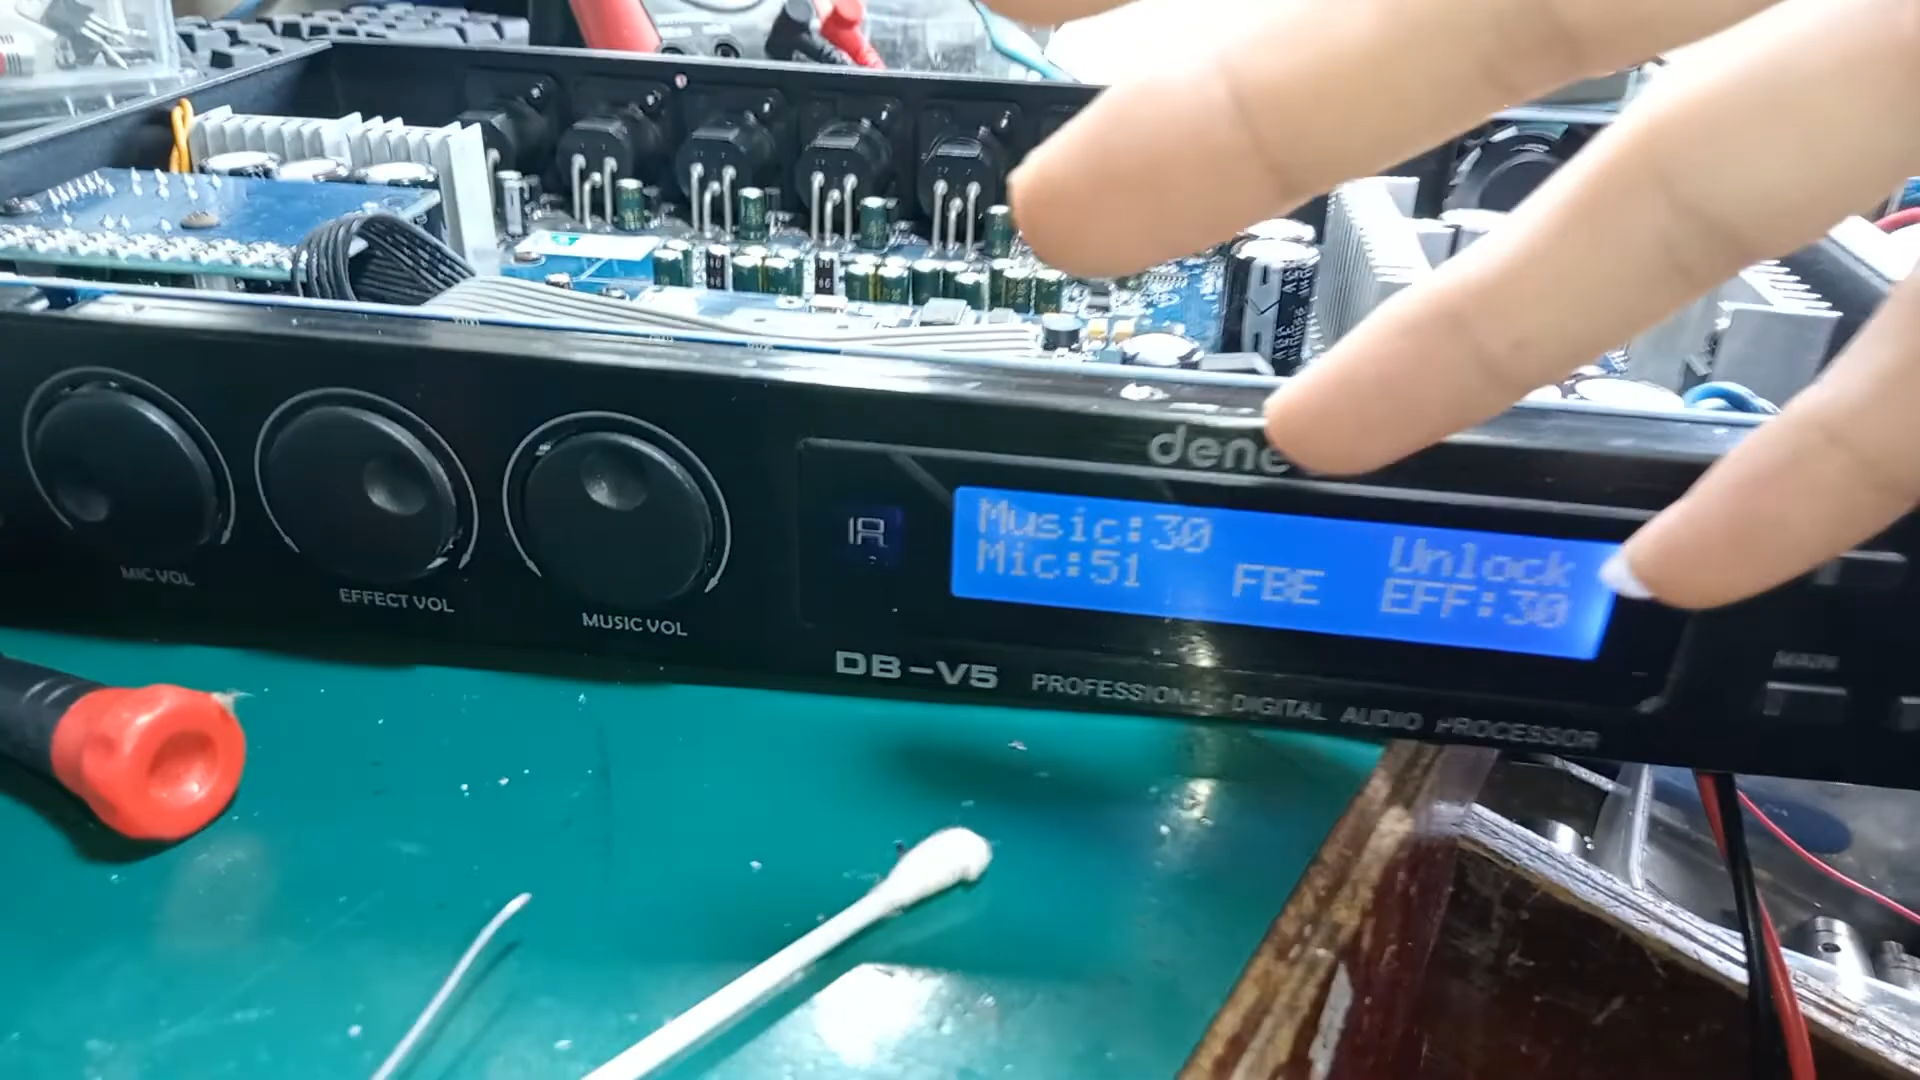 dene
IR
Music:30 Unlock
Mic:51 FBE EFF:30
MIC VOL
EFFECT VOL
MUSIC VOL
DB-V5 PROFESSIONAL DIGITAL AUDIO PROCESSOR
MAIN